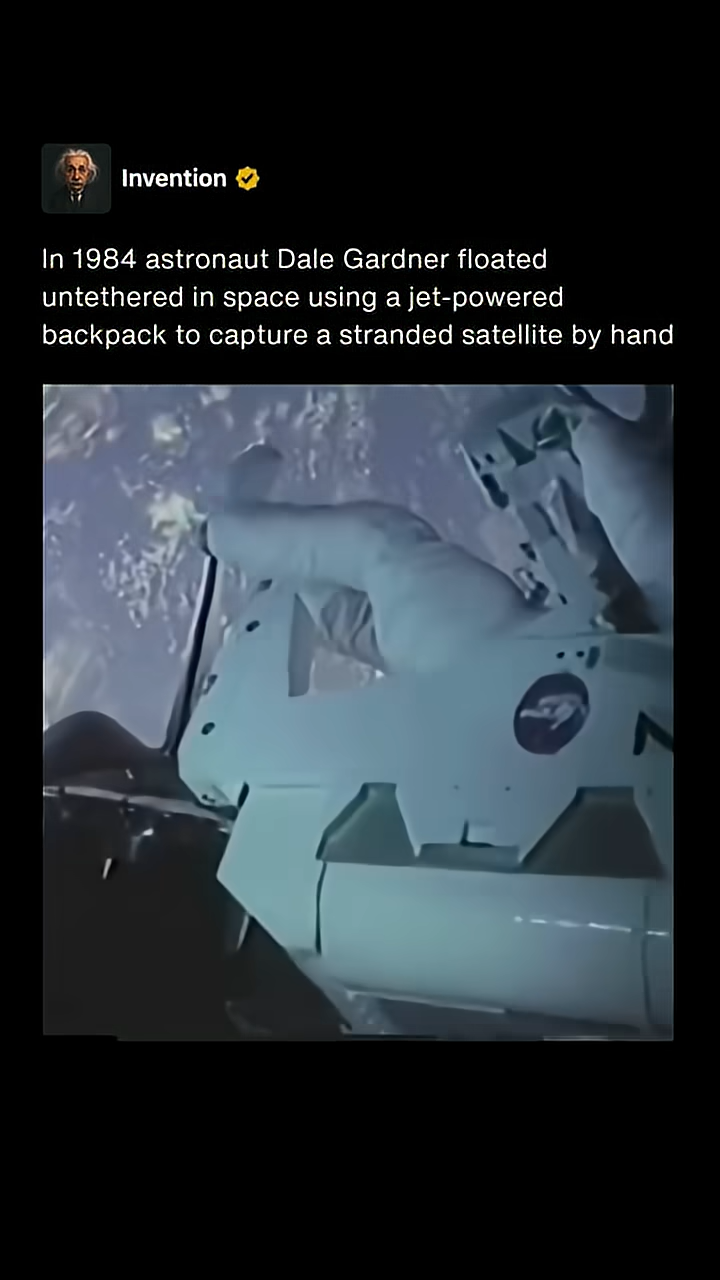 Invention
In 1984 astronaut Dale Gardner floated
untethered in space using a jet-powered
backpack to capture a stranded satellite by hand